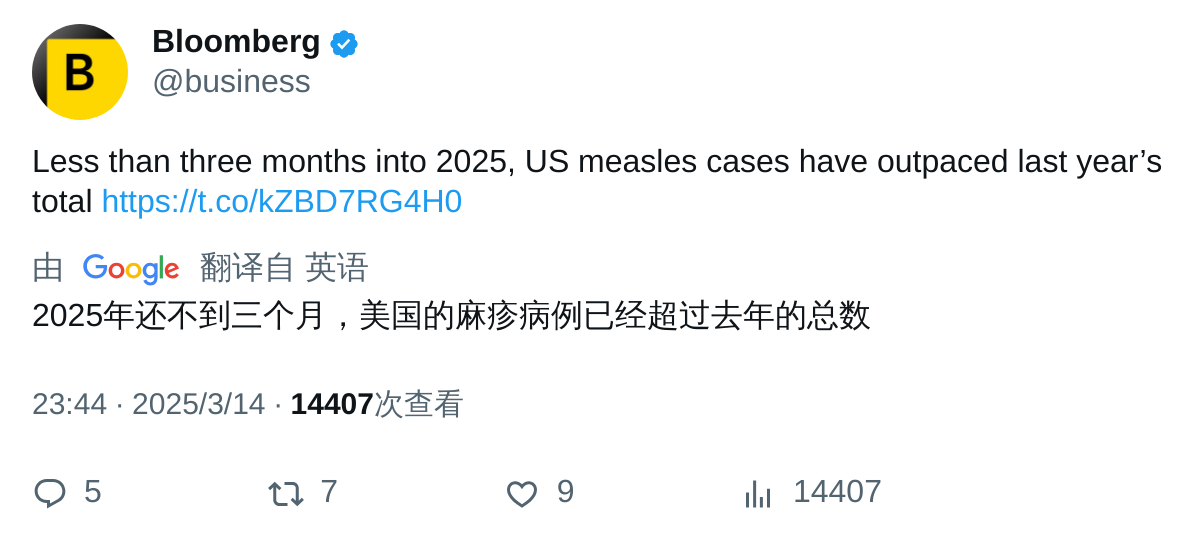 B
Bloomberg
@business
Less than three months into 2025, US measles cases have outpaced last year’s
total https://t.co/kZBD7RG4H0
由 Google 翻译自 英语
2025年还不到三个月，美国的麻疹病例已经超过去年的总数
23:44 · 2025/3/14 · 14407次查看
5 7 9 14407